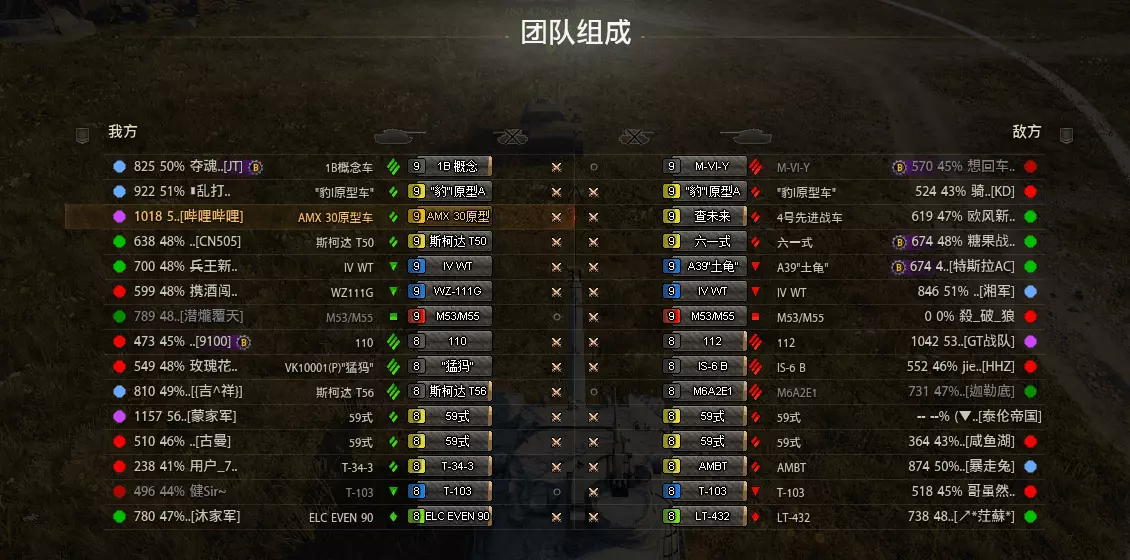 团队组成
我方 敌方
825 50% 夺魂..[JT] B 1B概念车 9 1B 概念 9 M-VI-Y M-VI-Y B 570 45% 想回车..
922 51% ▮乱打.. "豹"I原型车" 9 "豹"I原型A 9 "豹"I原型A "豹"I原型车" 524 43% 骑..[KD]
1018 5..[哔哩哔哩] AMX 30原型车 9 AMX 30原型 9 查未来 4号先进战车 619 47% 欧风新..
638 48% ..[CN505] 斯柯达 T50 9 斯柯达 T50 9 六一式 六一式 B 674 48% 糖果战..
700 48% 兵王新.. IV WT 9 IV WT 9 A39"土龟" A39"土龟" B 674 4..[特斯拉AC]
599 48% 携酒闯.. WZ111G 9 WZ-111G 9 IV WT IV WT 846 51% ..[湘军]
789 48..[潜爖覆天] M53/M55 9 M53/M55 9 M53/M55 M53/M55 0 0% 殺_破_狼
473 45% ..[9100] B 110 8 110 8 112 112 1042 53..[GT战队]
549 48% 玫瑰花.. VK10001(P)"猛犸" 8 "猛犸" 8 IS-6 B IS-6 B 552 46% jie..[HHZ]
810 49%..[{吉^祥}] 斯柯达 T56 8 斯柯达 T56 8 M6A2E1 M6A2E1 731 47%..[迦勒底]
1157 56..[蒙家军] 59式 8 59式 8 59式 59式 -- --% (▼..[泰伦帝国]
510 46% ..[古曼] 59式 8 59式 8 59式 59式 364 43%..[咸鱼湖]
238 41% 用户_7.. T-34-3 8 T-34-3 8 AMBT AMBT 874 50%..[暴走兔]
496 44% 健Sir~ T-103 8 T-103 8 T-103 T-103 518 45% 哥虽然..
780 47%..[沐家军] ELC EVEN 90 8 ELC EVEN 90 8 LT-432 LT-432 738 48..[↗*莊蘇*]